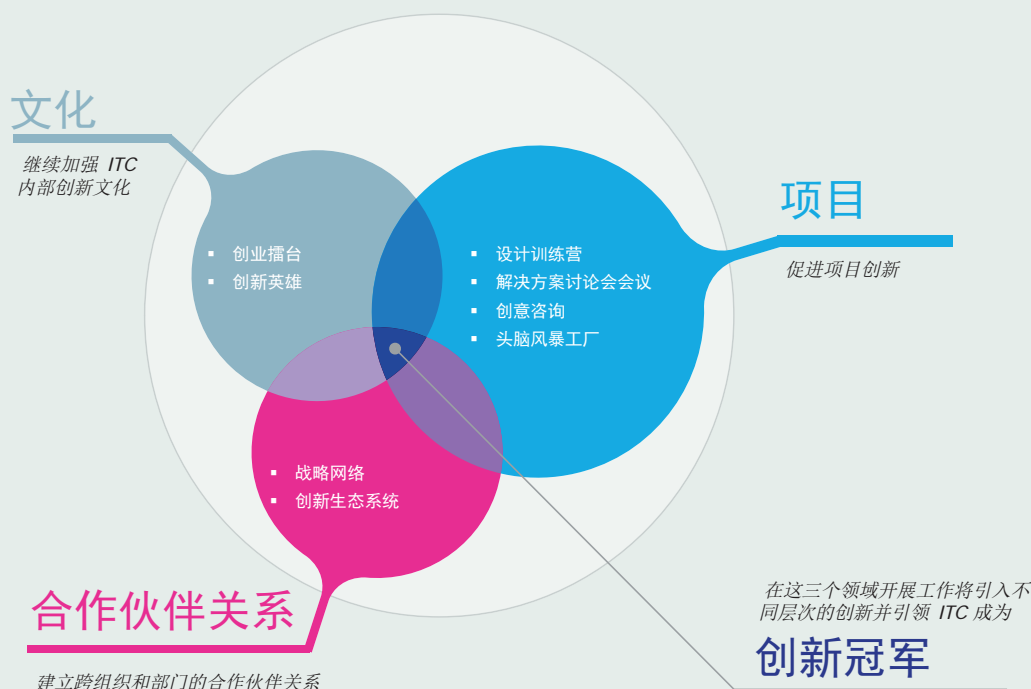 文化
继续加强 ITC
内部创新文化
▪ 创业擂台
▪ 创新英雄
项目
促进项目创新
▪ 设计训练营
▪ 解决方案讨论会会议
▪ 创意咨询
▪ 头脑风暴工厂
▪ 战略网络
▪ 创新生态系统
合作伙伴关系
建立跨组织和部门的合作伙伴关系
在这三个领域开展工作将引入不
同层次的创新并引领 ITC 成为
创新冠军